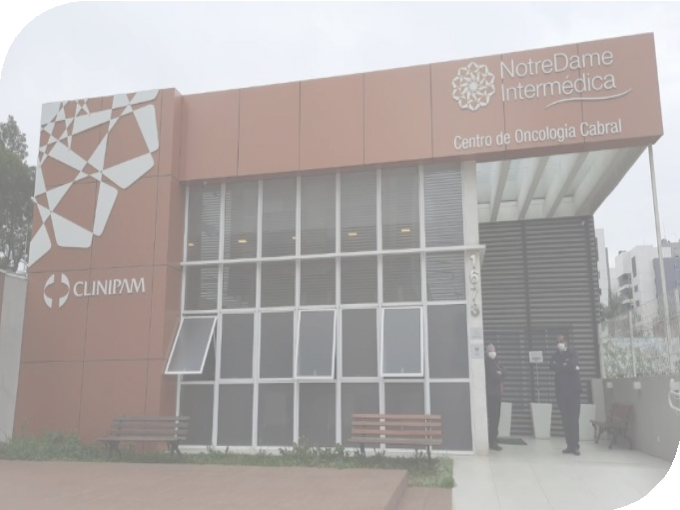 NotreDame
Intermédica
Centro de Oncologia Cabral
CLINIPAM